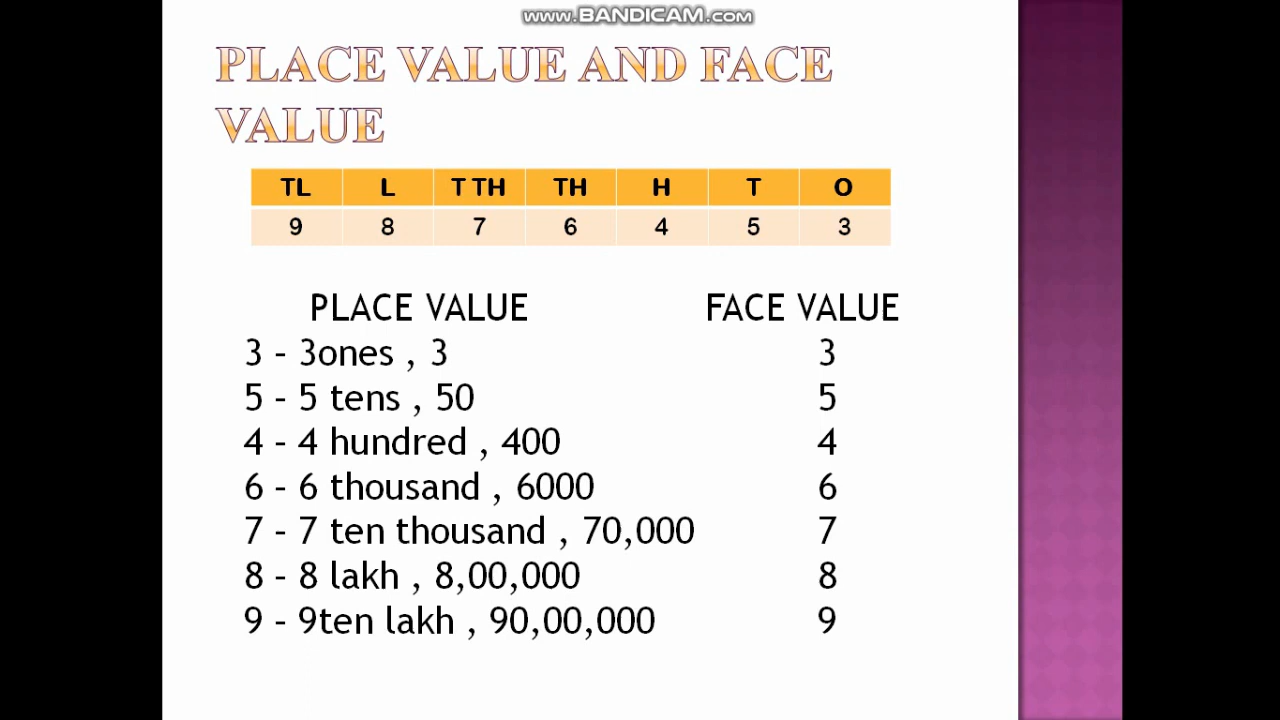 www.BANDICAM.com
PLACE VALUE AND FACE
VALUE
TL L T TH TH H T O
9 8 7 6 4 5 3
PLACE VALUE FACE VALUE
3 – 3ones , 3 3
5 – 5 tens , 50 5
4 – 4 hundred , 400 4
6 – 6 thousand , 6000 6
7 – 7 ten thousand , 70,000 7
8 – 8 lakh , 8,00,000 8
9 – 9ten lakh , 90,00,000 9